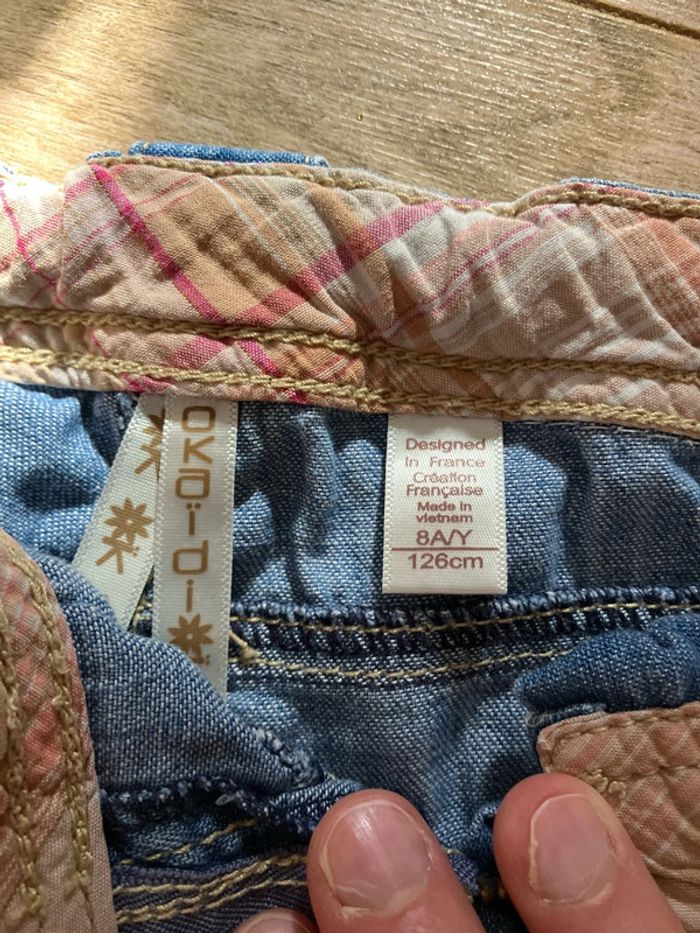 okaïdi
Designed
in France
Création
Française
Made in
vietnam
8A/Y
126cm